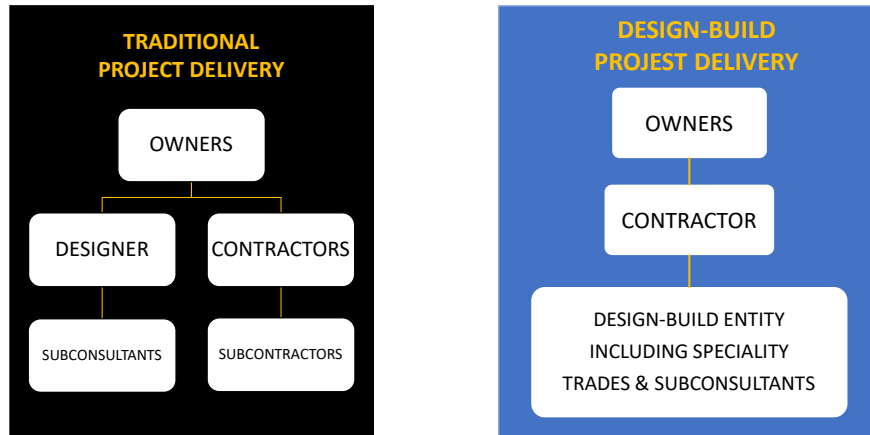 TRADITIONAL
PROJECT DELIVERY
OWNERS
DESIGNER
CONTRACTORS
SUBCONSULTANTS
SUBCONTRACTORS
DESIGN-BUILD
PROJEST DELIVERY
OWNERS
CONTRACTOR
DESIGN-BUILD ENTITY
INCLUDING SPECIALITY
TRADES & SUBCONSULTANTS